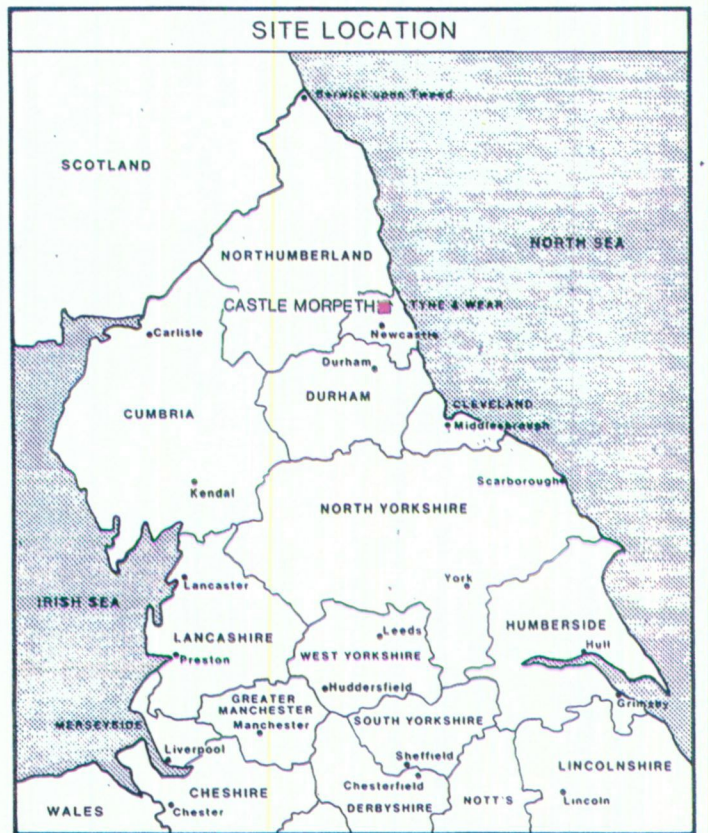 SITE LOCATION
Berwick upon Tweed
SCOTLAND
NORTH SEA
NORTHUMBERLAND
CASTLE MORPETH
TYNE & WEAR
Carlisle
Newcastle
Durham
DURHAM
CLEVELAND
CUMBRIA
Middlesbrough
Kendal
Scarborough
NORTH YORKSHIRE
York
Lancaster
IRISH SEA
HUMBERSIDE
LANCASHIRE
Leeds
Hull
Preston
WEST YORKSHIRE
Huddersfield
Grimsby
GREATER
MANCHESTER
SOUTH YORKSHIRE
MERSEYSIDE
Manchester
Liverpool
Sheffield
LINCOLNSHIRE
CHESHIRE
Chesterfield
NOTT'S
Lincoln
DERBYSHIRE
WALES
Chester